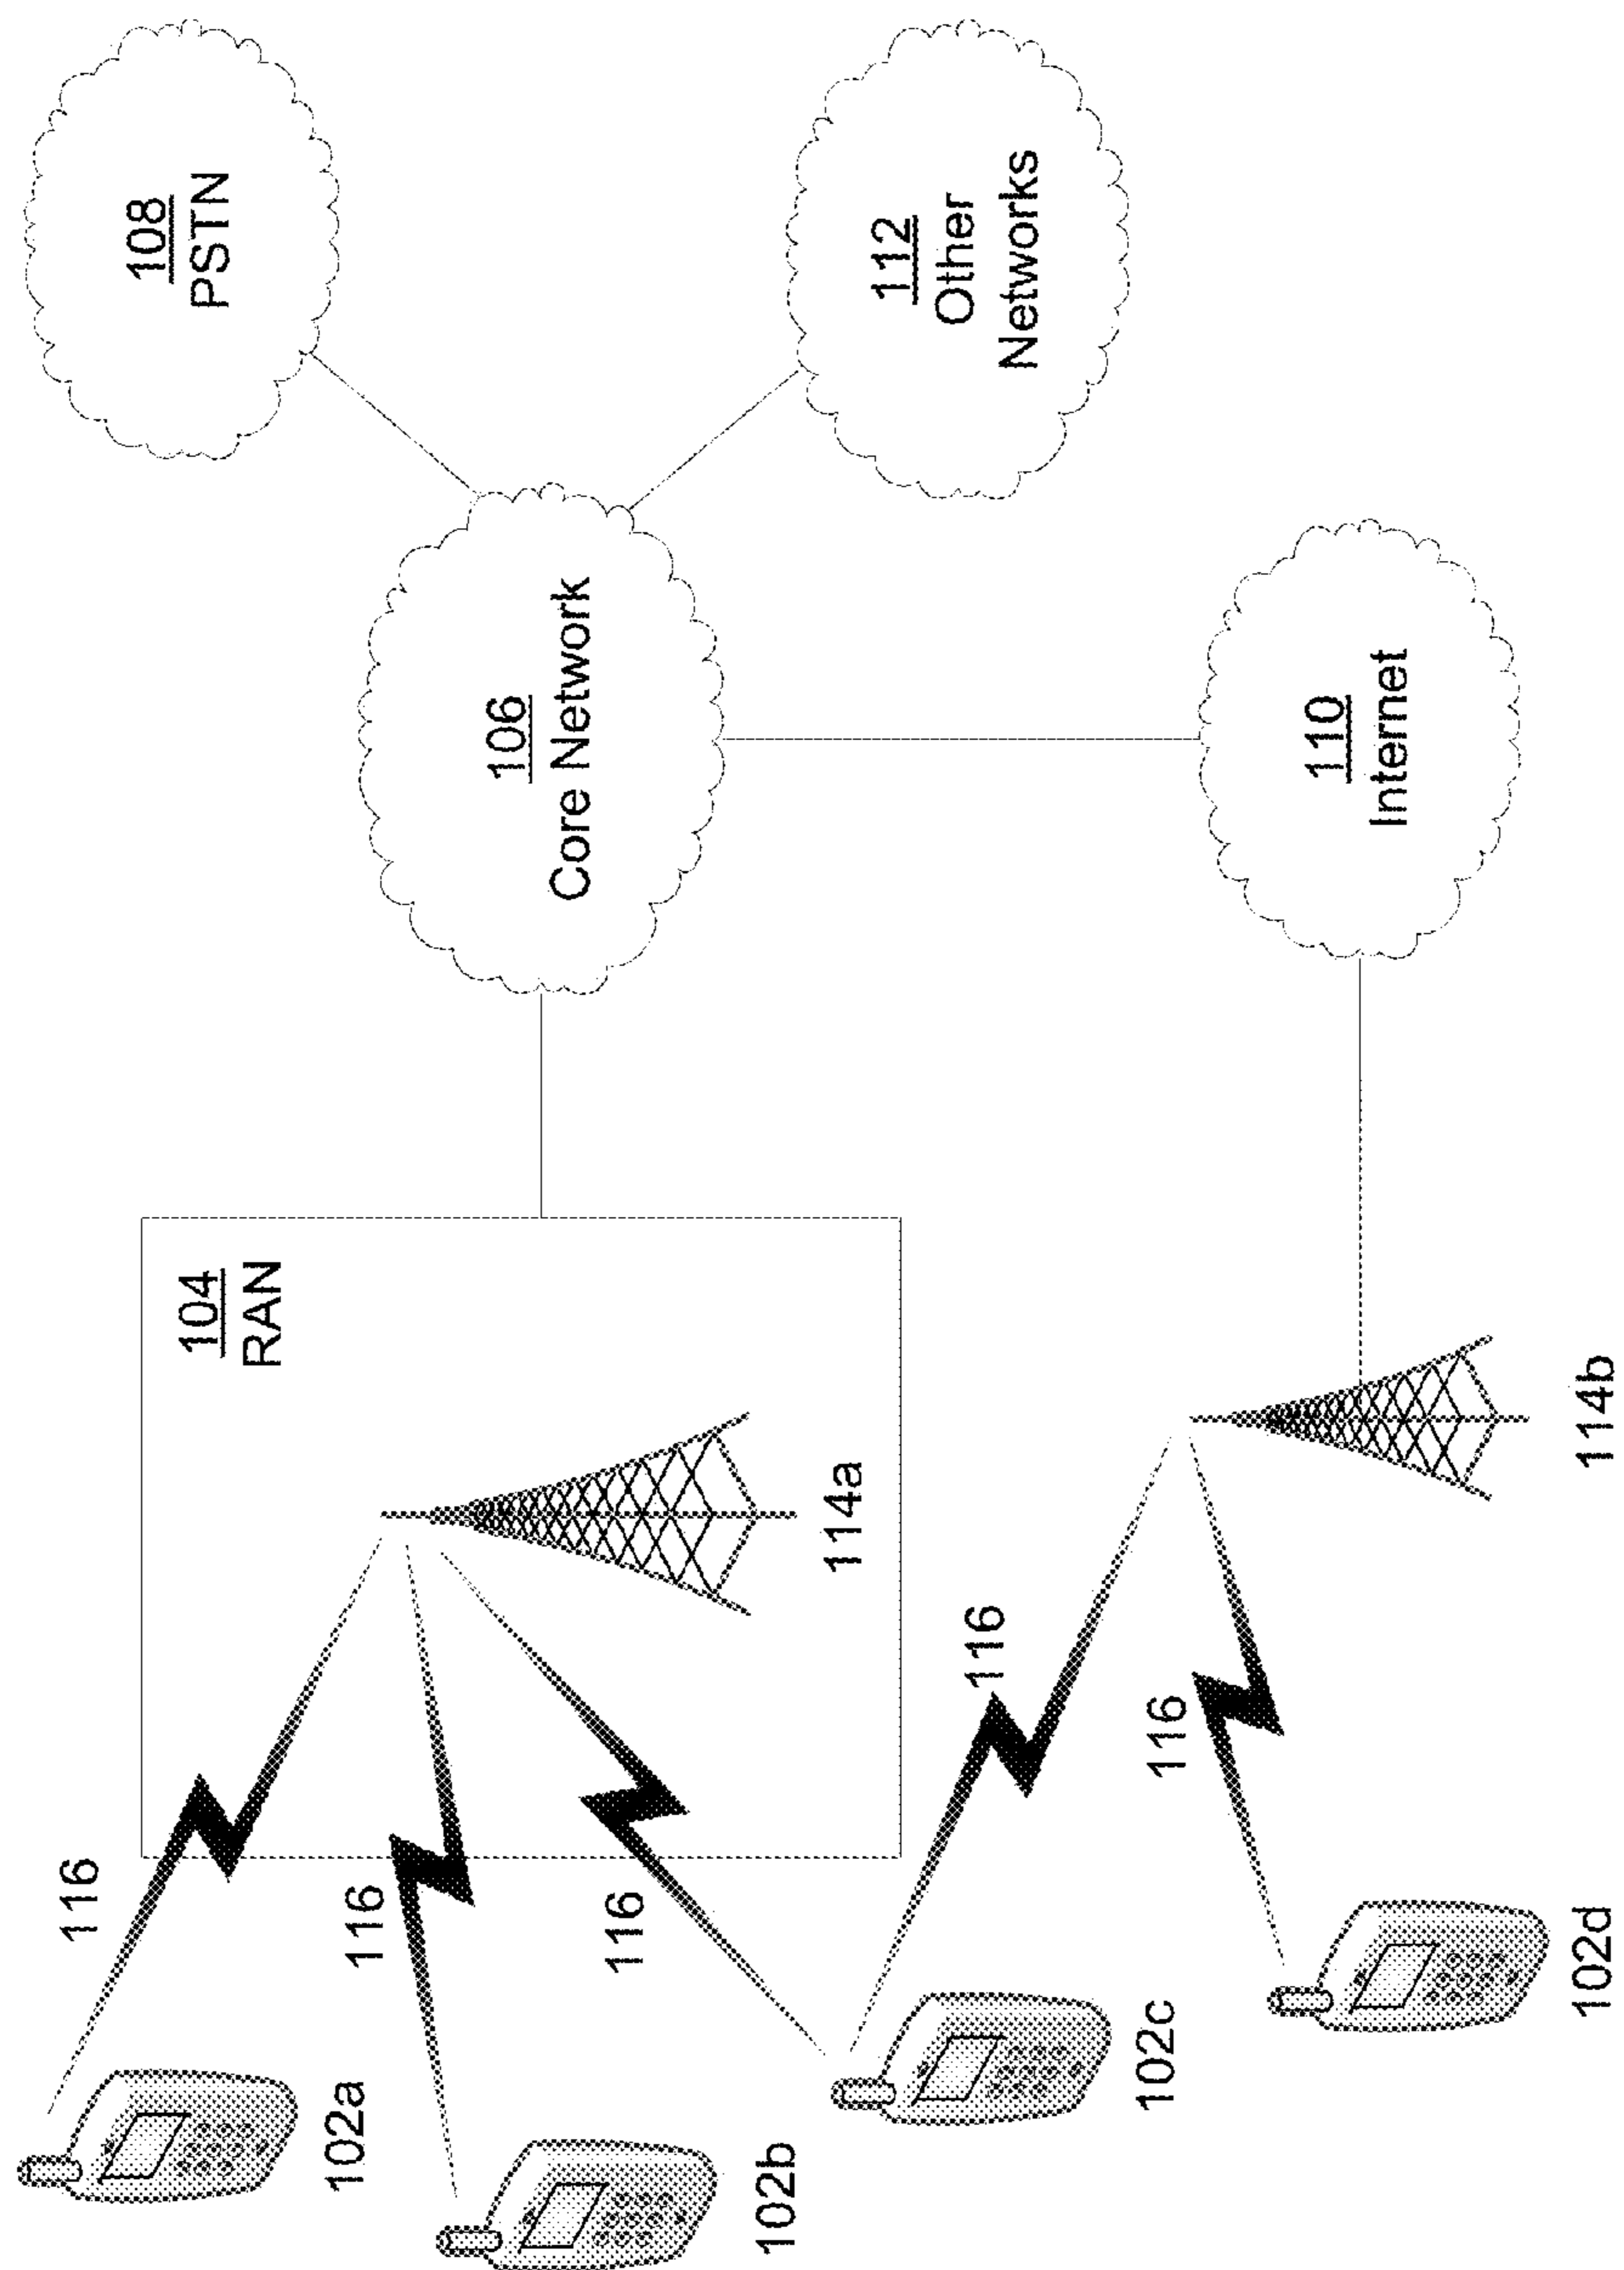 108
PSTN
112
Other
Networks
106
Core Network
110
Internet
104
RAN
114a
114b
116
116
116
116
116
102a
102b
102c
102d